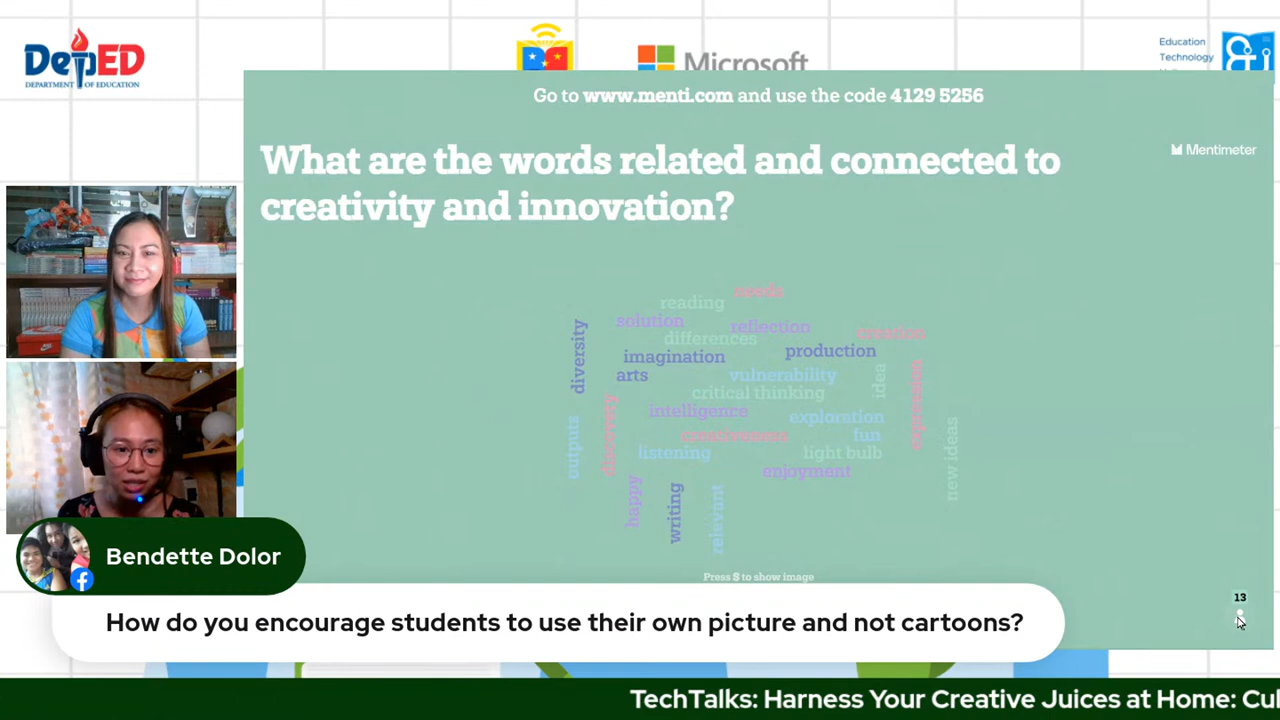 DepED
DEPARTMENT OF EDUCATION
Microsoft
Education
Technology
Go to www.menti.com and use the code 4129 5256
What are the words related and connected to
creativity and innovation?
Mentimeter
needs
reading
solution
reflection
creation
differences
diversity
imagination
production
arts
vulnerability
idea
critical thinking
expression
intelligence
exploration
discovery
outputs
creativeness
fun
listening
light bulb
new ideas
enjoyment
happy
writing
relevant
Press S to show image
13
Bendette Dolor
How do you encourage students to use their own picture and not cartoons?
TechTalks: Harness Your Creative Juices at Home: Cul